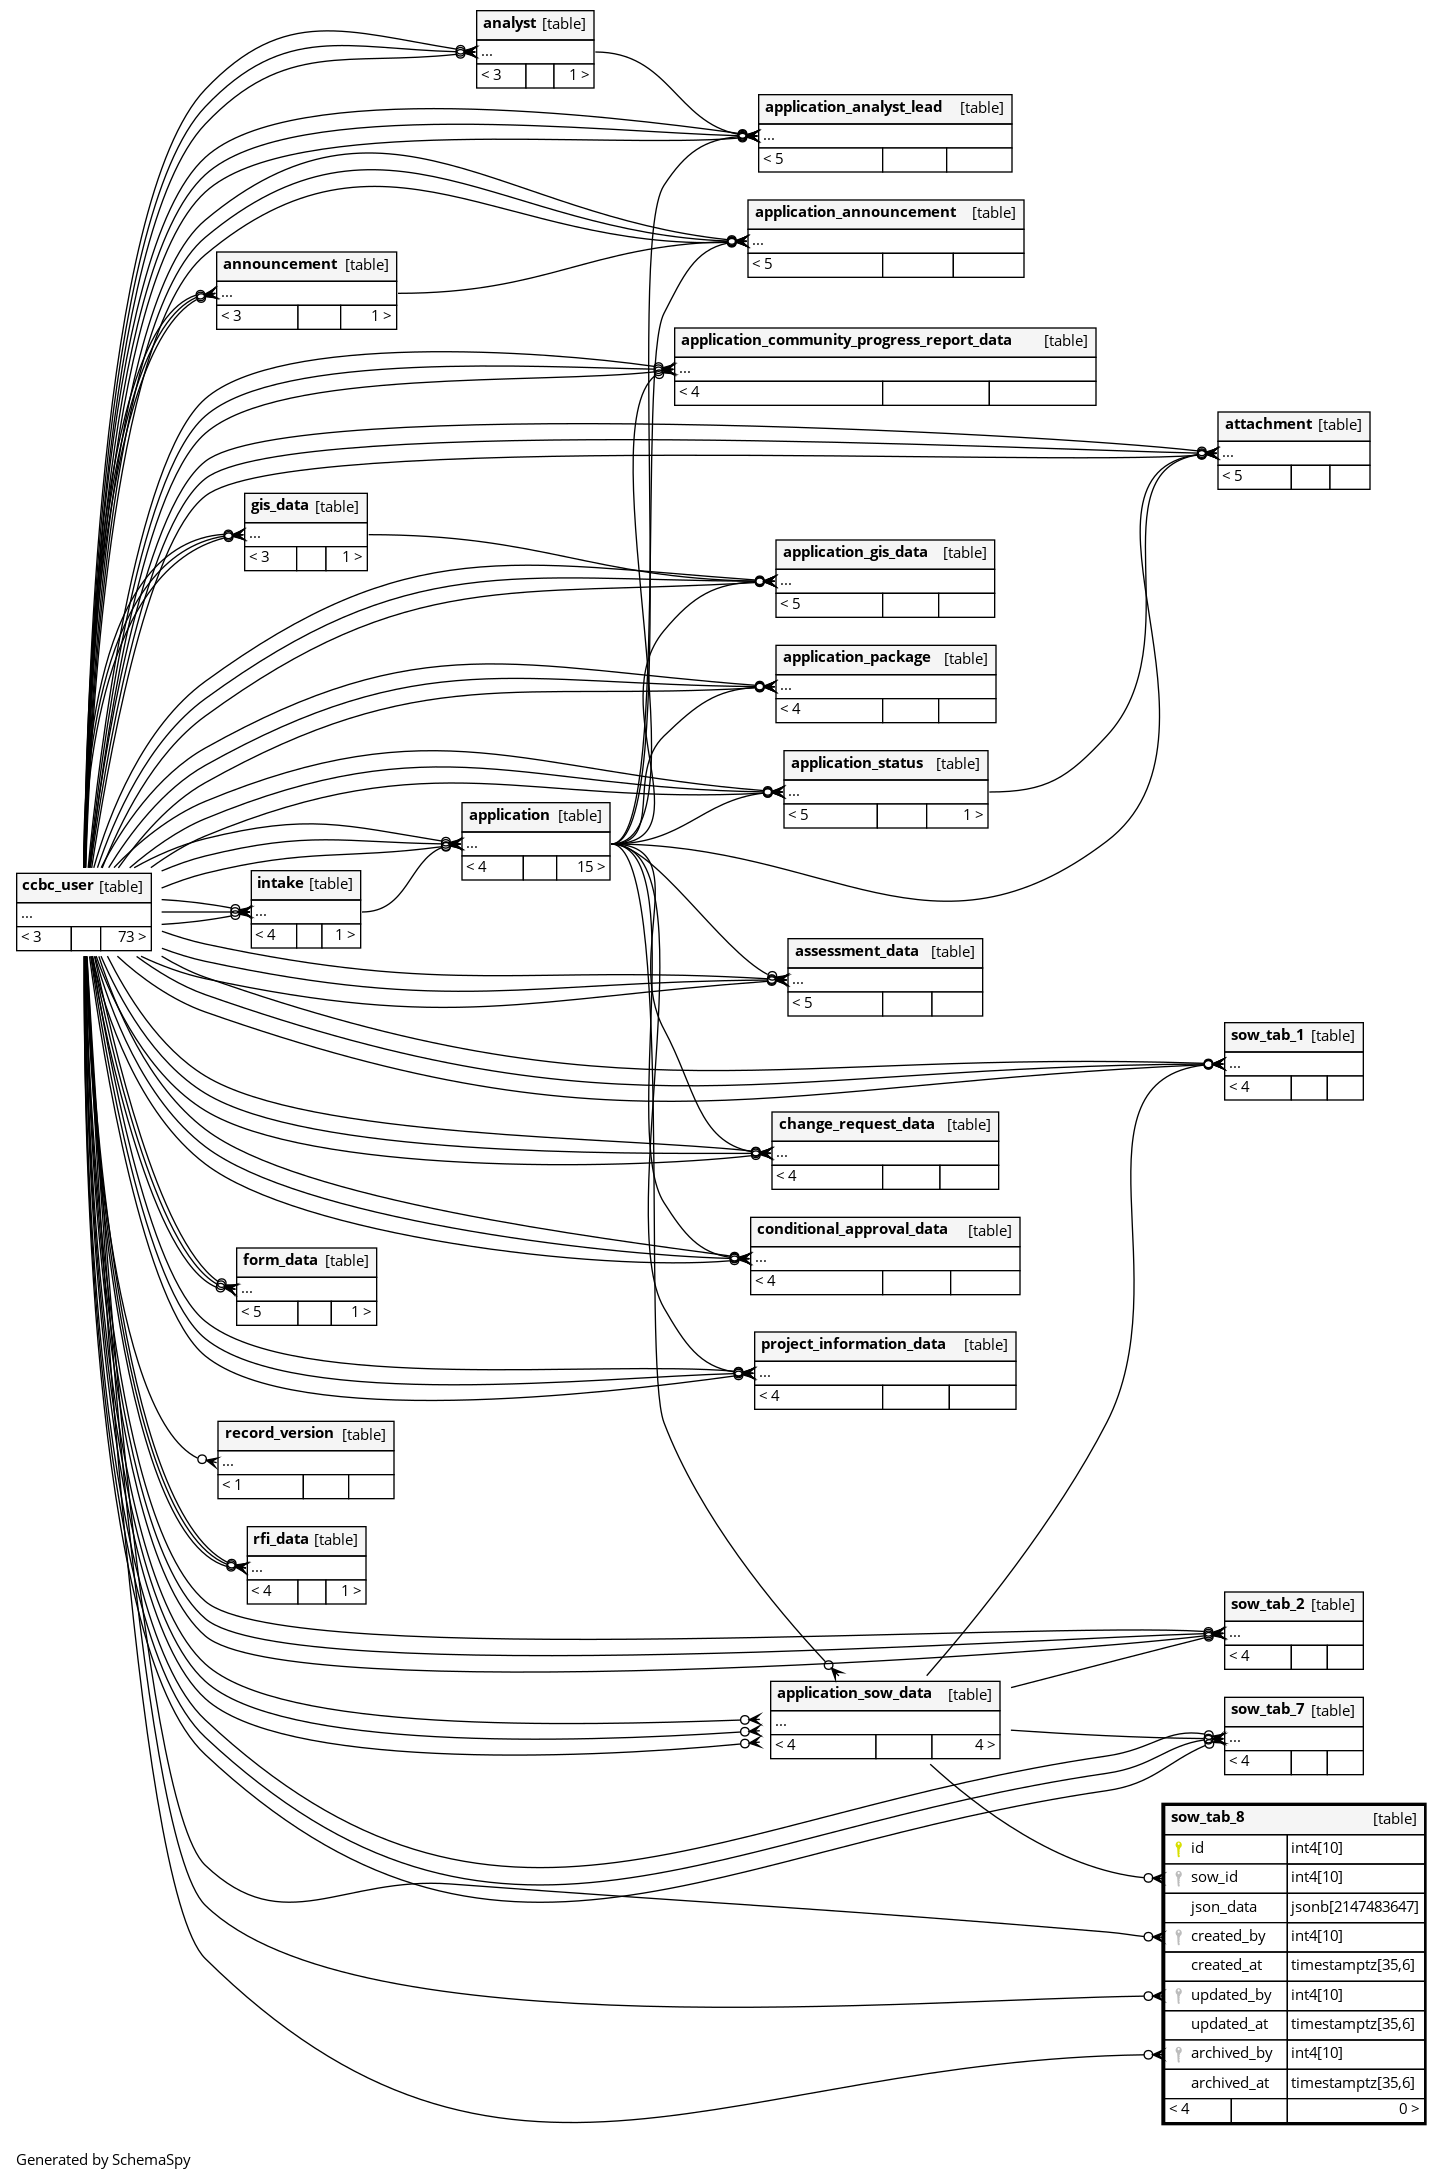 analyst [table]
...
< 3 1 >
application_analyst_lead [table]
...
< 5
application_announcement [table]
...
< 5
announcement [table]
...
< 3 1 >
application_community_progress_report_data [table]
...
< 4
attachment [table]
...
< 5
gis_data [table]
...
< 3 1 >
application_gis_data [table]
...
< 5
application_package [table]
...
< 4
application_status [table]
...
< 5 1 >
application [table]
...
< 4 15 >
ccbc_user [table]
...
< 3 73 >
intake [table]
...
< 4 1 >
assessment_data [table]
...
< 5
sow_tab_1 [table]
...
< 4
change_request_data [table]
...
< 4
conditional_approval_data [table]
...
< 4
form_data [table]
...
< 5 1 >
project_information_data [table]
...
< 4
record_version [table]
...
< 1
rfi_data [table]
...
< 4 1 >
sow_tab_2 [table]
...
< 4
application_sow_data [table]
...
< 4 4 >
sow_tab_7 [table]
...
< 4
sow_tab_8 [table]
id int4[10]
sow_id int4[10]
json_data jsonb[2147483647]
created_by int4[10]
created_at timestamptz[35,6]
updated_by int4[10]
updated_at timestamptz[35,6]
archived_by int4[10]
archived_at timestamptz[35,6]
< 4 0 >
Generated by SchemaSpy